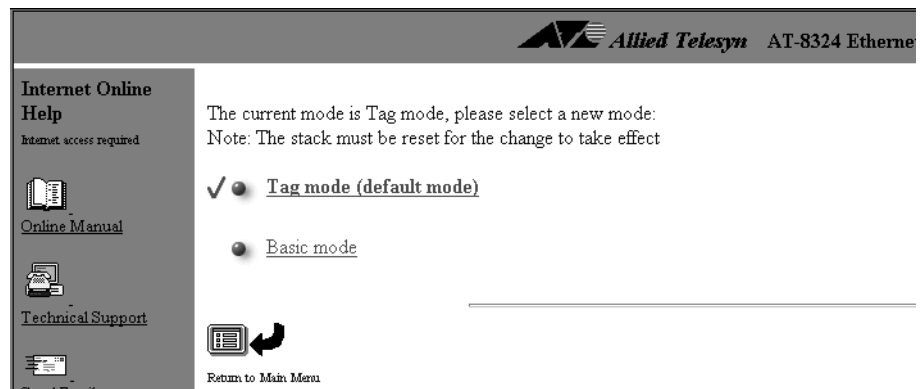 Allied Telesyn AT-8324 Etherne
Internet Online
Help
Internet access required
The current mode is Tag mode, please select a new mode:
Note: The stack must be reset for the change to take effect
Tag mode (default mode)
Online Manual
Basic mode
Technical Support
Return to Main Menu